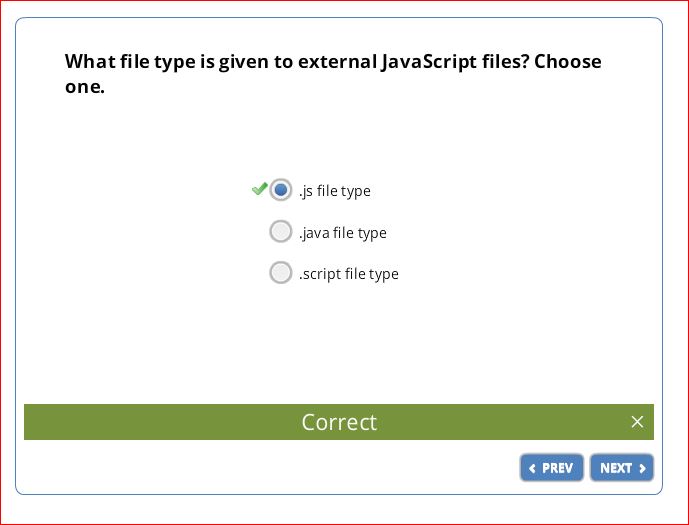 What file type is given to external JavaScript files? Choose
one.
.js file type
.java file type
.script file type
Correct
PREV
NEXT